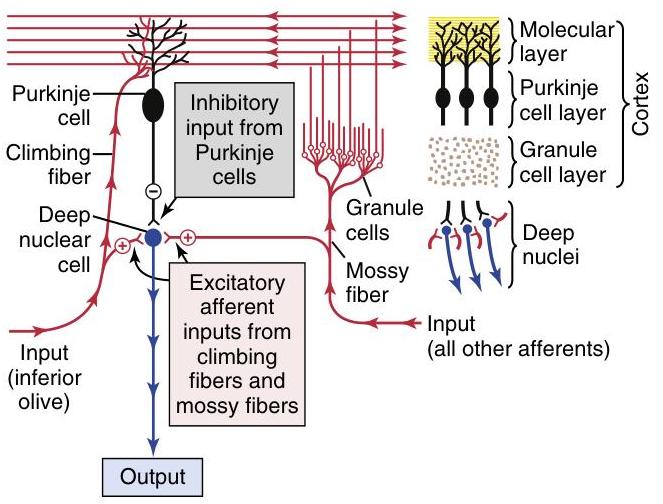 Purkinje
cell
Climbing
fiber
Deep
nuclear
cell
Input
(inferior
olive)
Inhibitory
input from
Purkinje
cells
−
+
+
Excitatory
afferent
inputs from
climbing
fibers and
mossy fibers
Output
Granule
cells
Mossy
fiber
Input
(all other afferents)
Molecular
layer
Purkinje
cell layer
Granule
cell layer
Cortex
Deep
nuclei